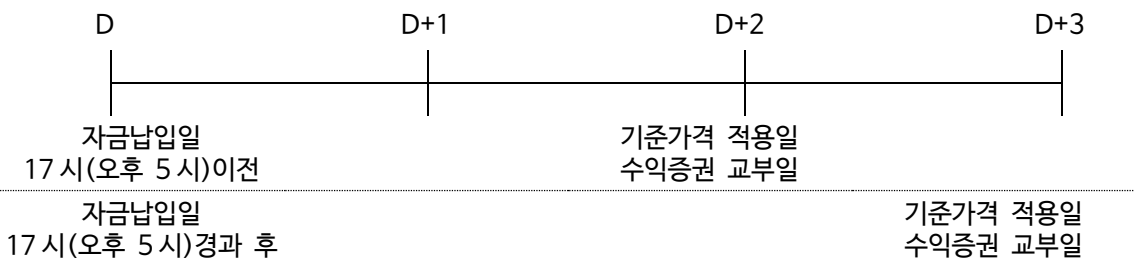 D D+1 D+2 D+3
자금납입일 기준가격 적용일
17시(오후 5시)이전 수익증권 교부일
자금납입일 기준가격 적용일
17시(오후 5시)경과 후 수익증권 교부일